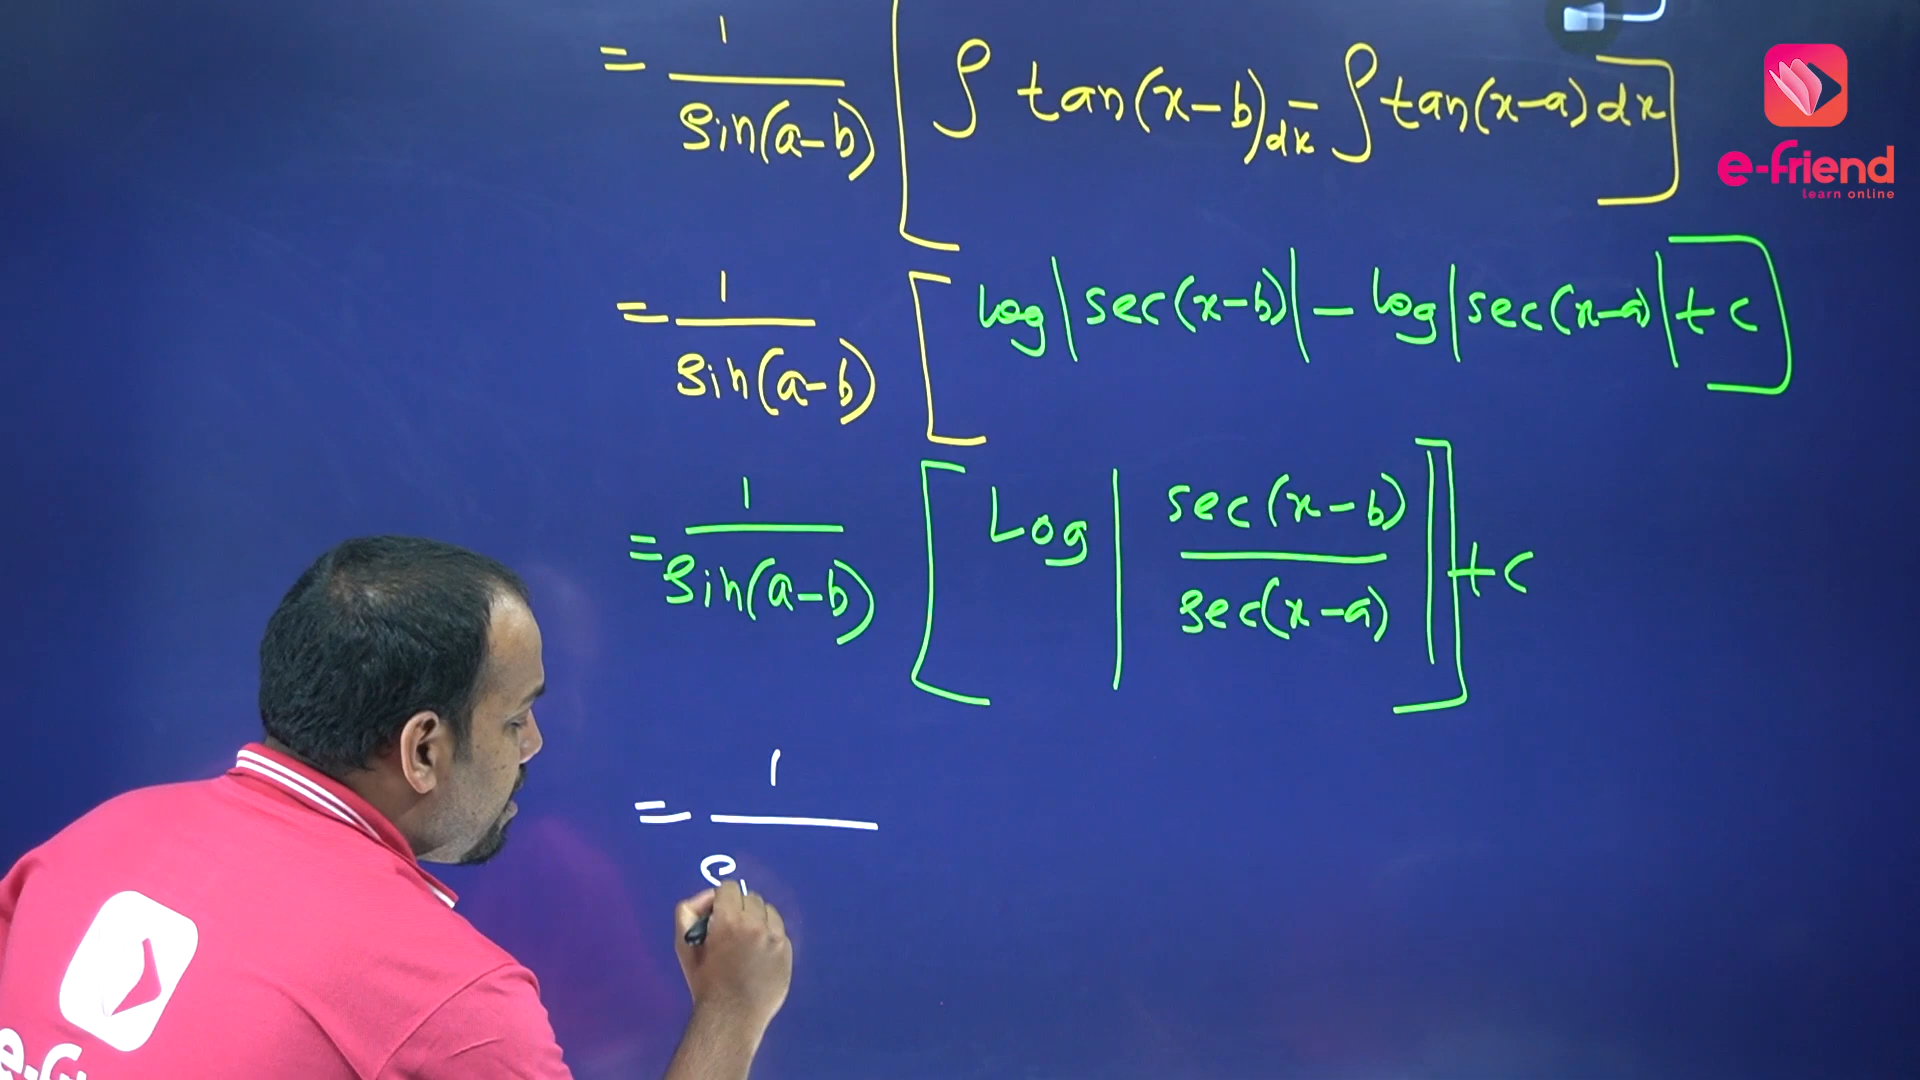 = 1/sin(a-b) [ ∫ tan(x-b) dx - ∫ tan(x-a) dx ]
e-friend
learn online
= 1/sin(a-b) [ log|sec(x-b)| - log|sec(x-a)| + c ]
= 1/sin(a-b) [ Log | sec(x-b)/sec(x-a) | ] + c
= 1/si